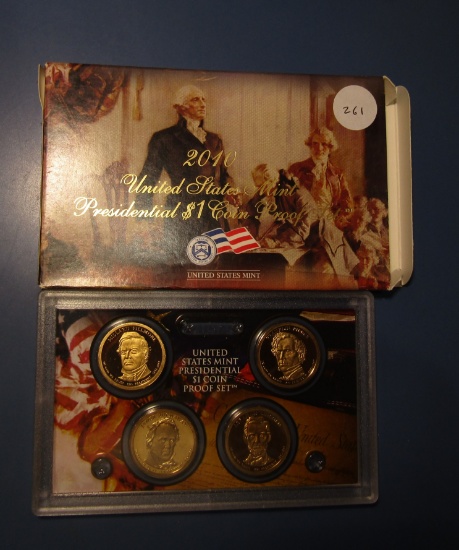 261
2010
United States Mint
Presidential $1 Coin Proof Set
UNITED STATES MINT
UNITED
STATES MINT
PRESIDENTIAL
$1 COIN
PROOF SET™